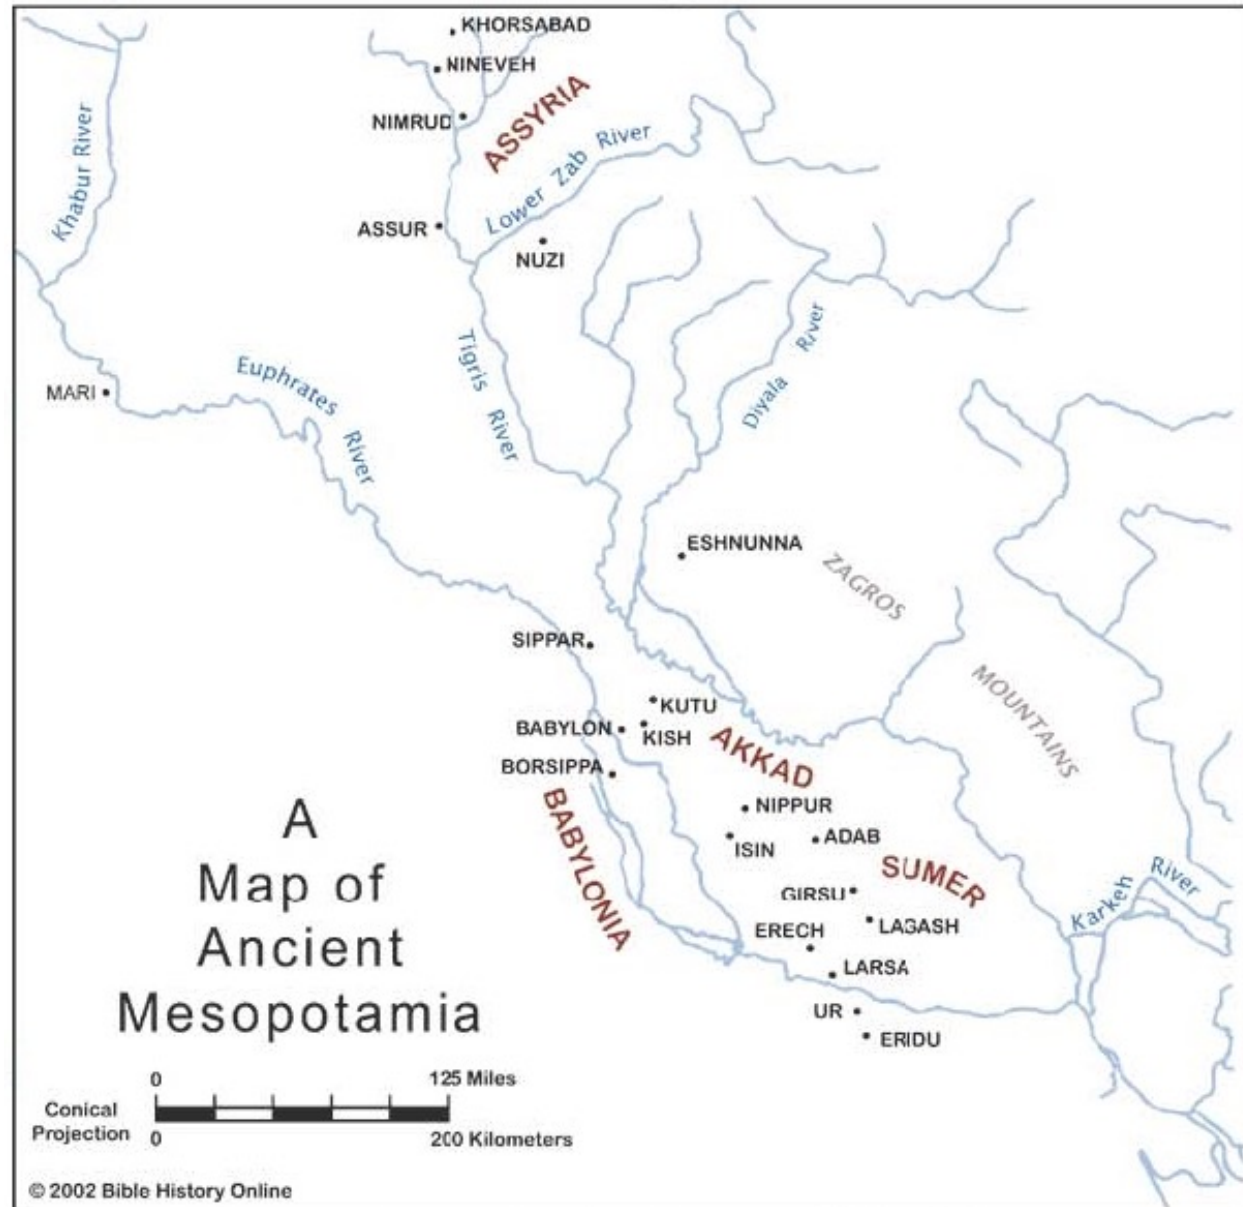 KHORSABAD
NINEVEH
NIMRUD
ASSYRIA
Khabur River
Lower Zab River
ASSUR
NUZI
Tigris River
Diyala River
Euphrates River
MARI
ESHNUNNA
ZAGROS
MOUNTAINS
SIPPAR
KUTU
BABYLON
KISH
AKKAD
BORSIPPA
BABYLONIA
NIPPUR
ISIN
ADAB
SUMER
GIRSU
LAGASH
Karkeh River
ERECH
LARSA
UR
ERIDU
A
Map of
Ancient
Mesopotamia
0 125 Miles
Conical
Projection
0 200 Kilometers
© 2002 Bible History Online